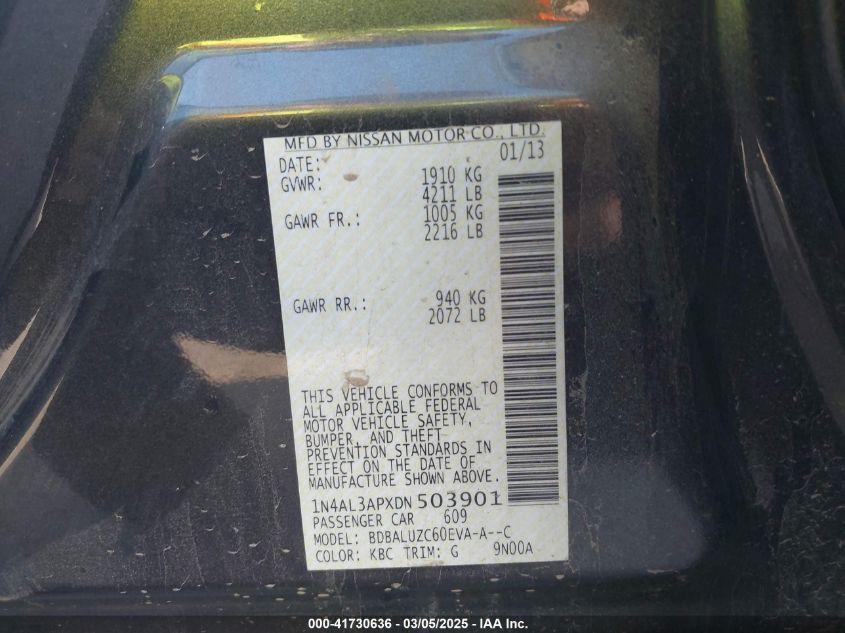 MFD BY NISSAN MOTOR CO., LTD.
DATE: 01/13
GVWR: 1910 KG
4211 LB
GAWR FR.: 1005 KG
2216 LB
GAWR RR.: 940 KG
2072 LB
THIS VEHICLE CONFORMS TO
ALL APPLICABLE FEDERAL
MOTOR VEHICLE SAFETY,
BUMPER, AND THEFT
PREVENTION STANDARDS IN
EFFECT ON THE DATE OF
MANUFACTURE SHOWN ABOVE.
1N4AL3APXDN503901
PASSENGER CAR 609
MODEL: BDBALUZC60EVA-A--C
COLOR: KBC TRIM: G 9N00A
000-41730636 - 03/05/2025 - IAA Inc.